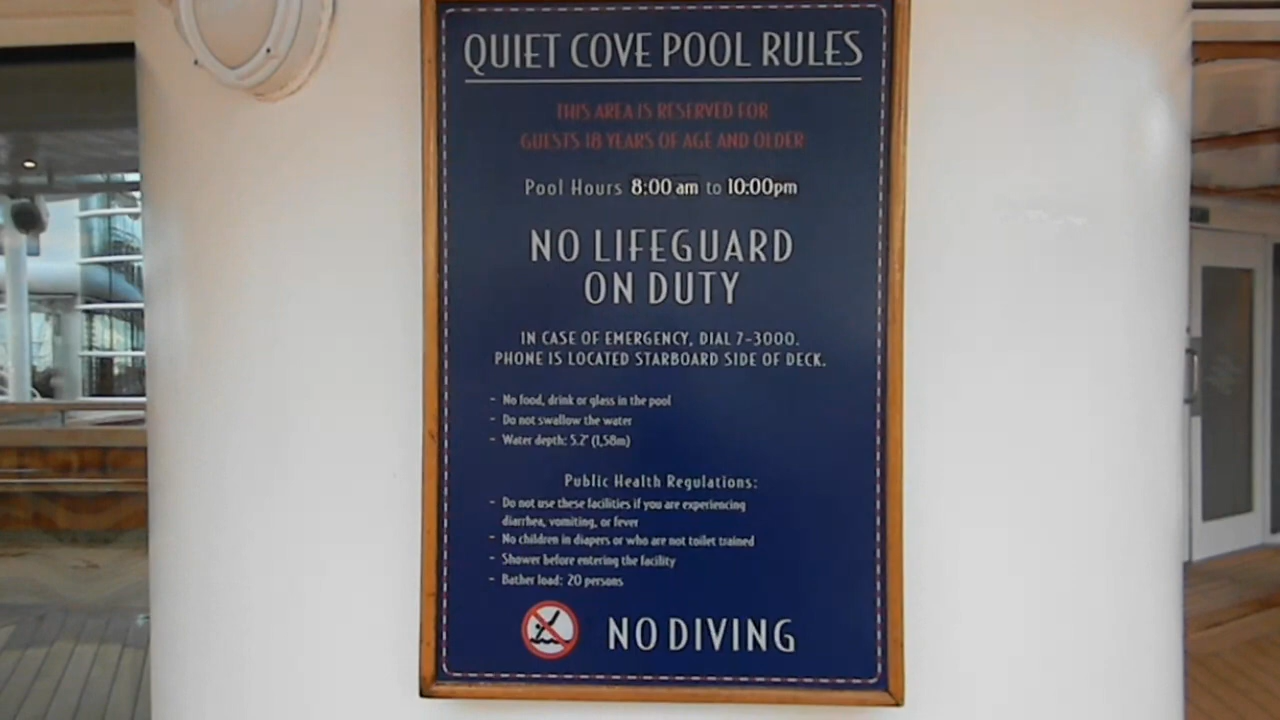 QUIET COVE POOL RULES
THIS AREA IS RESERVED FOR
GUESTS 18 YEARS OF AGE AND OLDER
Pool Hours 8:00 am to 10:00pm
NO LIFEGUARD
ON DUTY
IN CASE OF EMERGENCY, DIAL 7-3000.
PHONE IS LOCATED STARBOARD SIDE OF DECK.
- No food, drink or glass in the pool
- Do not swallow the water
- Water depth: 5.2" (1,58m)
Public Health Regulations:
- Do not use these facilities if you are experiencing
diarrhea, vomiting, or fever
- No children in diapers or who are not toilet trained
- Shower before entering the facility
- Bather load: 20 persons
NO DIVING